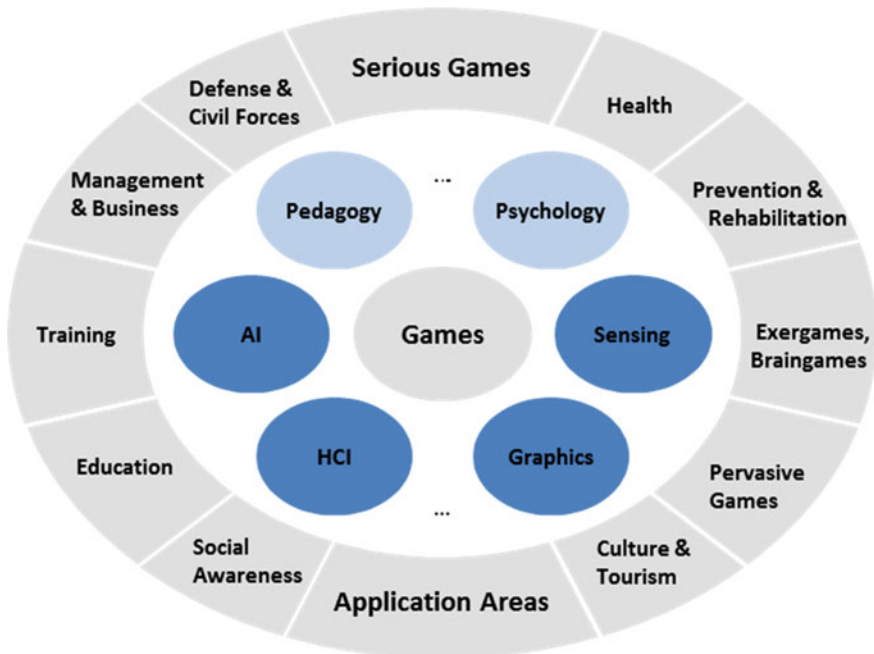 Serious Games
Defense &
Civil Forces
Health
Management
& Business
Prevention &
Rehabilitation
...
Pedagogy
Psychology
Training
AI
Games
Sensing
Exergames,
Braingames
Education
HCI
Graphics
Pervasive
Games
...
Social
Awareness
Culture &
Tourism
Application Areas